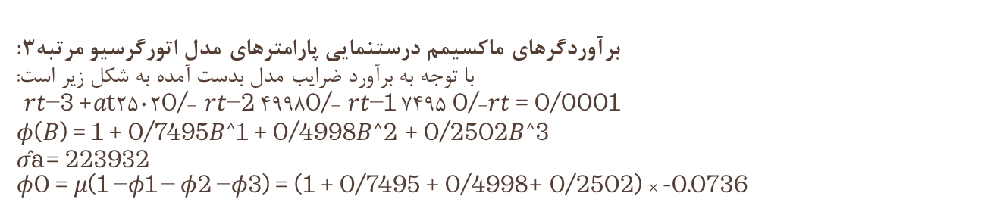 برآوردگرهای ماکسیمم درستنمایی پارامترهای مدل اتورگرسیو مرتبه۳:
با توجه به برآورد ضرایب مدل بدست آمده به شکل زیر است:
rt−3 +at۲۵۰۲0/− rt−2 ۴۹۹۸0/− rt−1 ۷۴۹۵ 0/−rt = 0/0001
ϕ(B) = 1 + 0/7495B^1 + 0/4998B^2 + 0/2502B^3
σ̂a= 223932
ϕ0 = μ(1 −ϕ1− ϕ2 −ϕ3) = (1 + 0/7495 + 0/4998+ 0/2502) × -0.0736